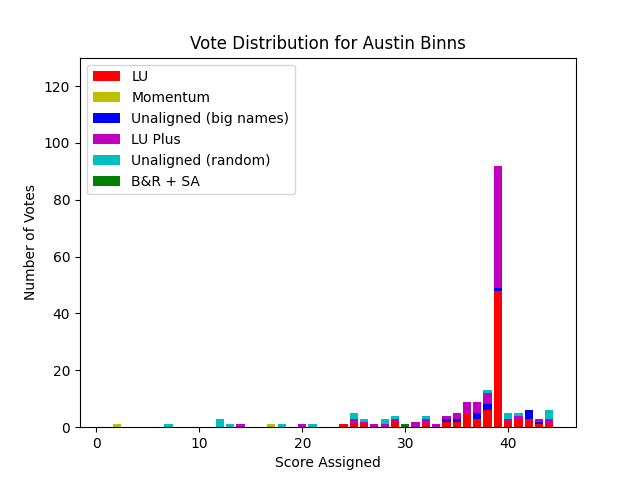 Vote Distribution for Austin Binns
LU
Momentum
Unaligned (big names)
LU Plus
Unaligned (random)
B&R + SA
Number of Votes
120
100
80
60
40
20
0
0 10 20 30 40
Score Assigned